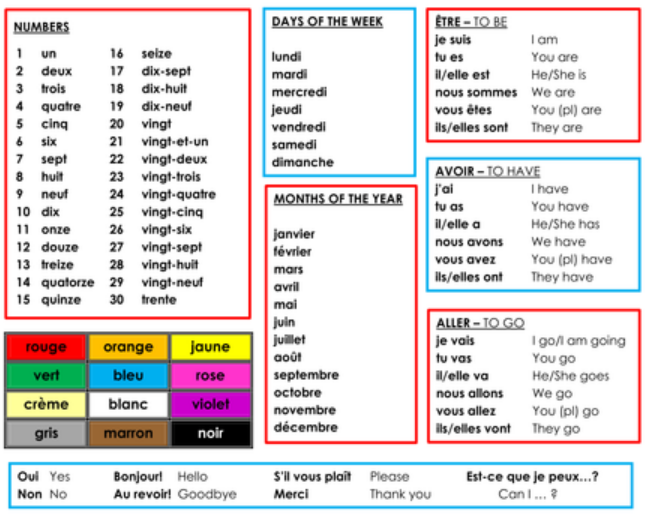 NUMBERS
1 un 16 seize
2 deux 17 dix-sept
3 trois 18 dix-huit
4 quatre 19 dix-neuf
5 cinq 20 vingt
6 six 21 vingt-et-un
7 sept 22 vingt-deux
8 huit 23 vingt-trois
9 neuf 24 vingt-quatre
10 dix 25 vingt-cinq
11 onze 26 vingt-six
12 douze 27 vingt-sept
13 treize 28 vingt-huit
14 quatorze 29 vingt-neuf
15 quinze 30 trente
DAYS OF THE WEEK
lundi
mardi
mercredi
jeudi
vendredi
samedi
dimanche
MONTHS OF THE YEAR
janvier
février
mars
avril
mai
juin
juillet
août
septembre
octobre
novembre
décembre
ÊTRE – TO BE
je suis I am
tu es You are
il/elle est He/She is
nous sommes We are
vous êtes You (pl) are
ils/elles sont They are
AVOIR – TO HAVE
j'ai I have
tu as You have
il/elle a He/She has
nous avons We have
vous avez You (pl) have
ils/elles ont They have
ALLER – TO GO
je vais I go/I am going
tu vas You go
il/elle va He/She goes
nous allons We go
vous allez You (pl) go
ils/elles vont They go
rouge orange jaune
vert bleu rose
crème blanc violet
gris marron noir
Oui Yes Bonjour! Hello S'il vous plaît Please Est-ce que je peux...?
Non No Au revoir! Goodbye Merci Thank you Can I ... ?